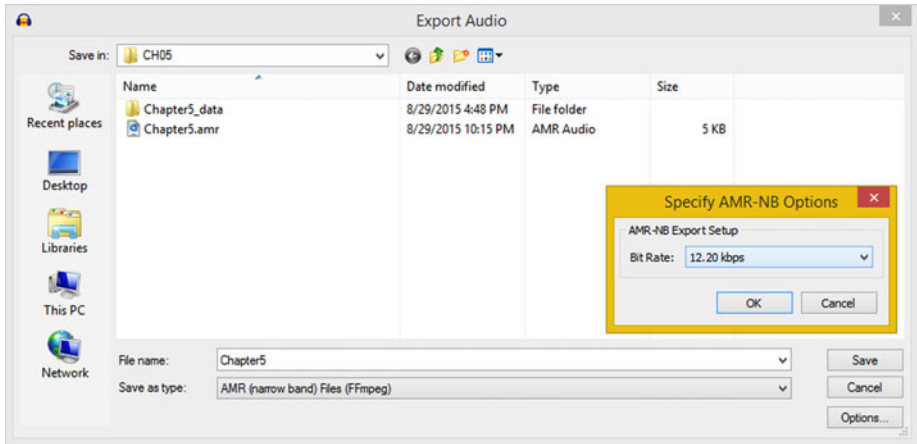 Export Audio
Save in: CH05
Name Date modified Type Size
Chapter5_data 8/29/2015 4:48 PM File folder
Chapter5.amr 8/29/2015 10:15 PM AMR Audio 5 KB
Recent places
Desktop
Libraries
This PC
Network
Specify AMR-NB Options
AMR-NB Export Setup
Bit Rate: 12.20 kbps
OK Cancel
File name: Chapter5 Save
Save as type: AMR (narrow band) Files (FFmpeg) Cancel
Options...